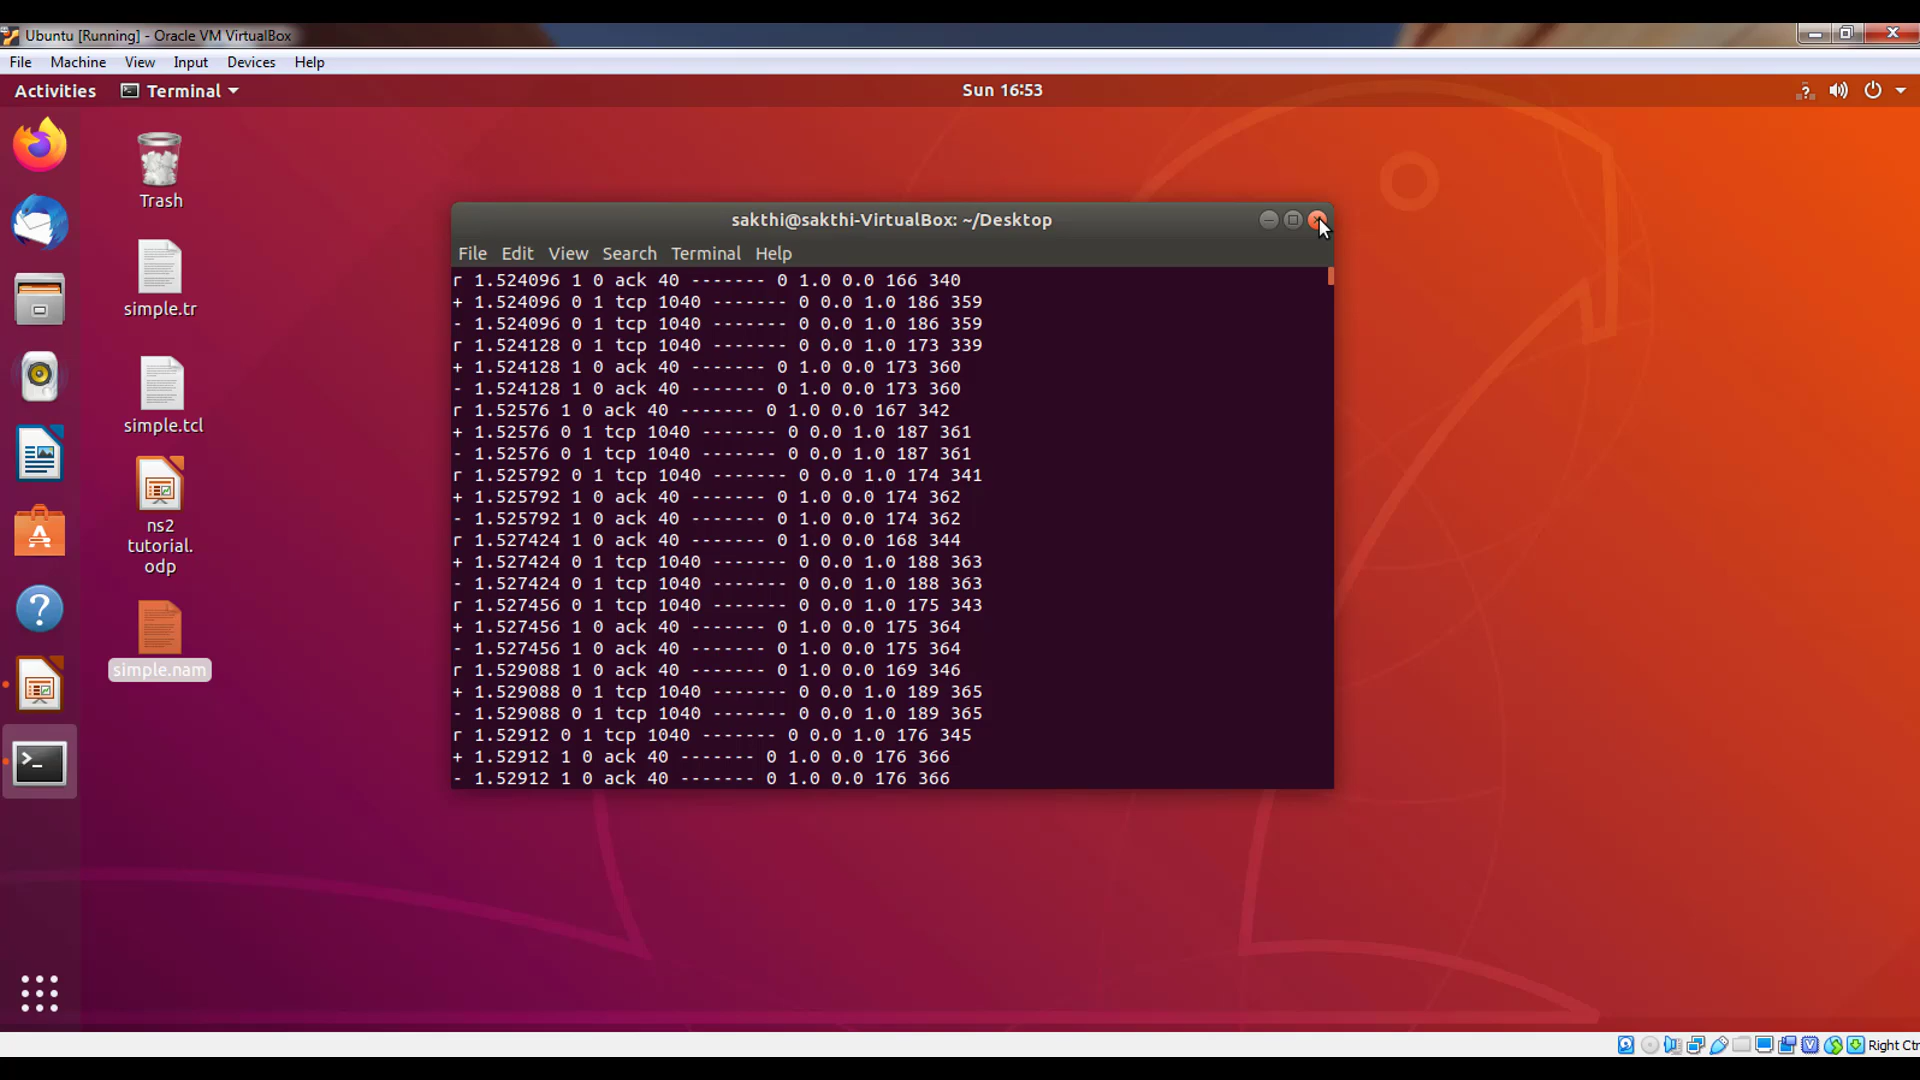 Ubuntu [Running] - Oracle VM VirtualBox
File Machine View Input Devices Help
Activities Terminal Sun 16:53
Trash
simple.tr
simple.tcl
ns2
tutorial.
odp
simple.nam
sakthi@sakthi-VirtualBox: ~/Desktop
File Edit View Search Terminal Help
r 1.524096 1 0 ack 40 ------- 0 1.0 0.0 166 340
+ 1.524096 0 1 tcp 1040 ------- 0 0.0 1.0 186 359
- 1.524096 0 1 tcp 1040 ------- 0 0.0 1.0 186 359
r 1.524128 0 1 tcp 1040 ------- 0 0.0 1.0 173 339
+ 1.524128 1 0 ack 40 ------- 0 1.0 0.0 173 360
- 1.524128 1 0 ack 40 ------- 0 1.0 0.0 173 360
r 1.52576 1 0 ack 40 ------- 0 1.0 0.0 167 342
+ 1.52576 0 1 tcp 1040 ------- 0 0.0 1.0 187 361
- 1.52576 0 1 tcp 1040 ------- 0 0.0 1.0 187 361
r 1.525792 0 1 tcp 1040 ------- 0 0.0 1.0 174 341
+ 1.525792 1 0 ack 40 ------- 0 1.0 0.0 174 362
- 1.525792 1 0 ack 40 ------- 0 1.0 0.0 174 362
r 1.527424 1 0 ack 40 ------- 0 1.0 0.0 168 344
+ 1.527424 0 1 tcp 1040 ------- 0 0.0 1.0 188 363
- 1.527424 0 1 tcp 1040 ------- 0 0.0 1.0 188 363
r 1.527456 0 1 tcp 1040 ------- 0 0.0 1.0 175 343
+ 1.527456 1 0 ack 40 ------- 0 1.0 0.0 175 364
- 1.527456 1 0 ack 40 ------- 0 1.0 0.0 175 364
r 1.529088 1 0 ack 40 ------- 0 1.0 0.0 169 346
+ 1.529088 0 1 tcp 1040 ------- 0 0.0 1.0 189 365
- 1.529088 0 1 tcp 1040 ------- 0 0.0 1.0 189 365
r 1.52912 0 1 tcp 1040 ------- 0 0.0 1.0 176 345
+ 1.52912 1 0 ack 40 ------- 0 1.0 0.0 176 366
- 1.52912 1 0 ack 40 ------- 0 1.0 0.0 176 366
Right Ctr